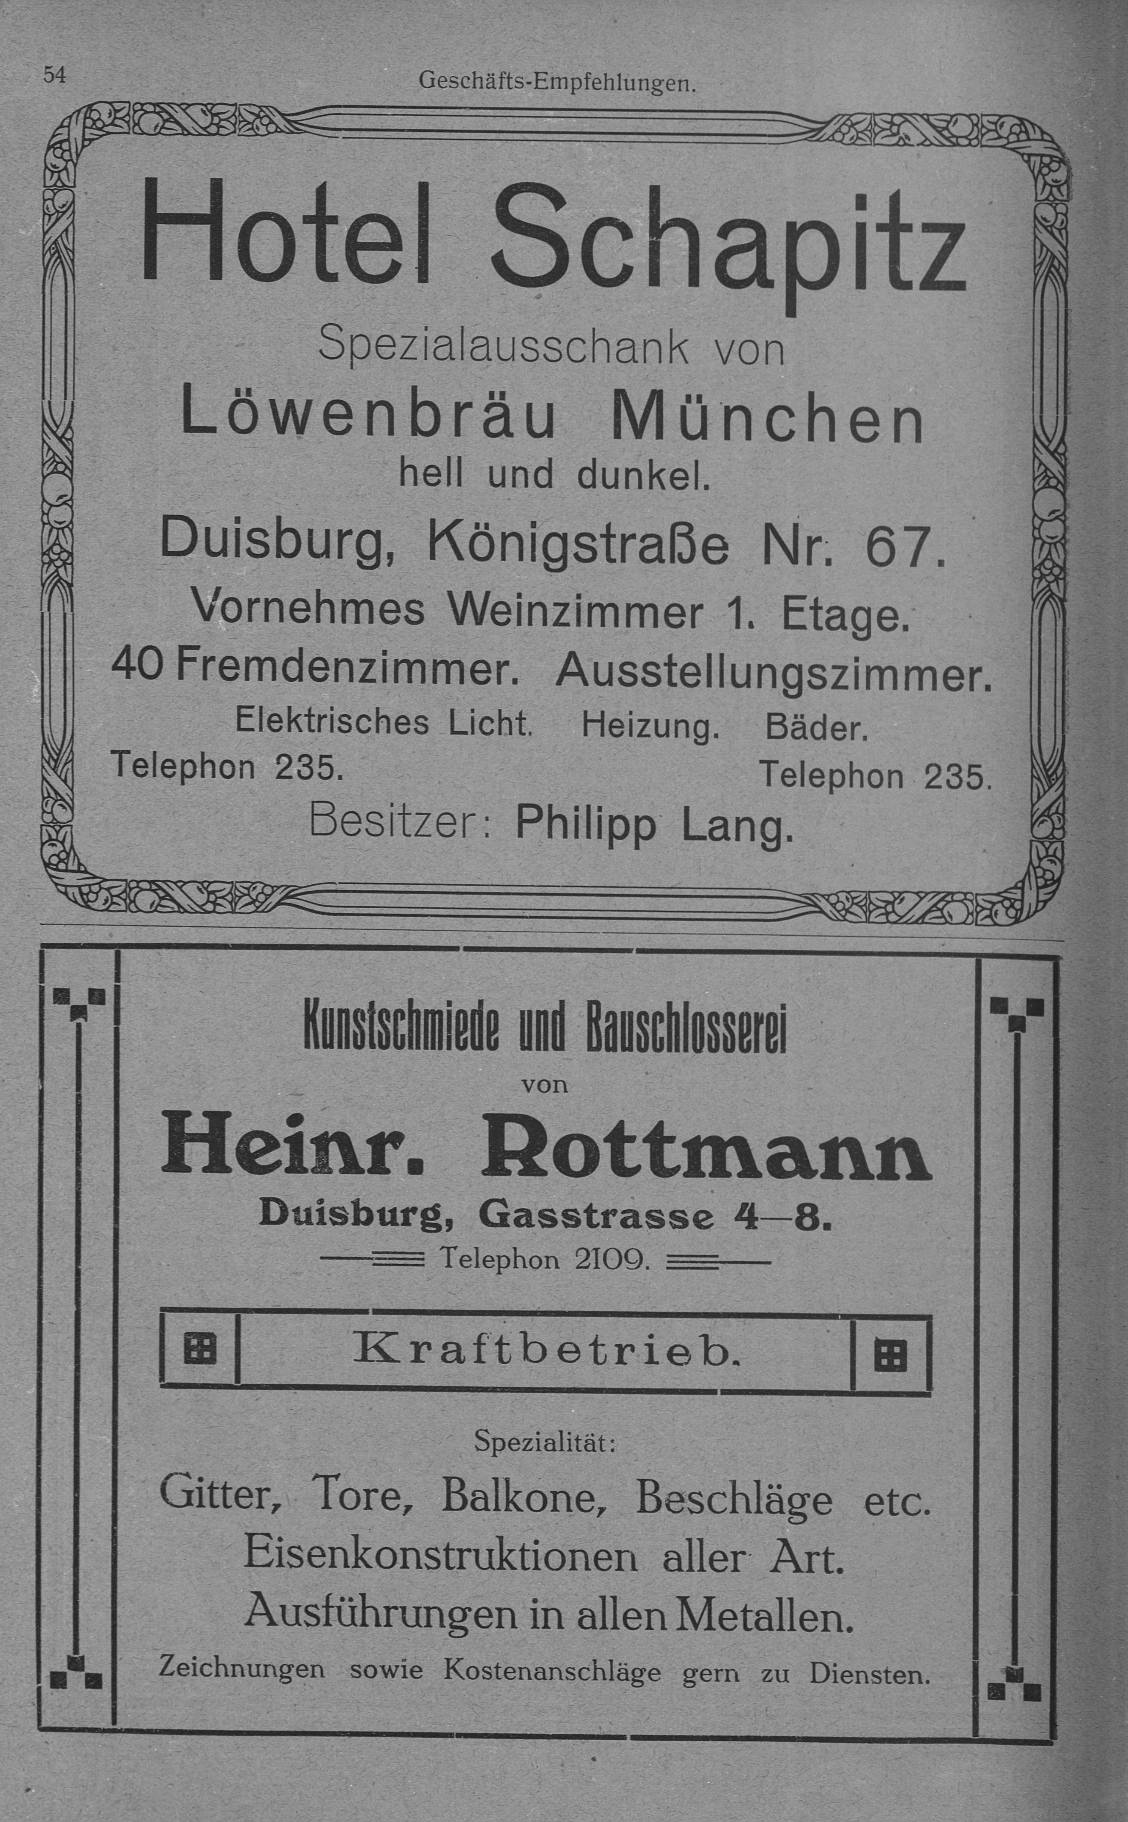 54
Geschäfts-Empfehlungen.
Hotel Schapitz
Spezialausschank von
Löwenbräu München
hell und dunkel.
Duisburg, Königstraße Nr. 67.
Vornehmes Weinzimmer 1. Etage.
40 Fremdenzimmer. Ausstellungszimmer.
Elektrisches Licht. Heizung. Bäder.
Telephon 235. Telephon 235.
Besitzer: Philipp Lang.
Kunstschmiede und Bauschlosserei
von
Heinr. Rottmann
Duisburg, Gasstrasse 4—8.
Telephon 2109.
Kraftbetrieb.
Spezialität:
Gitter, Tore, Balkone, Beschläge etc.
Eisenkonstruktionen aller Art.
Ausführungen in allen Metallen.
Zeichnungen sowie Kostenanschläge gern zu Diensten.